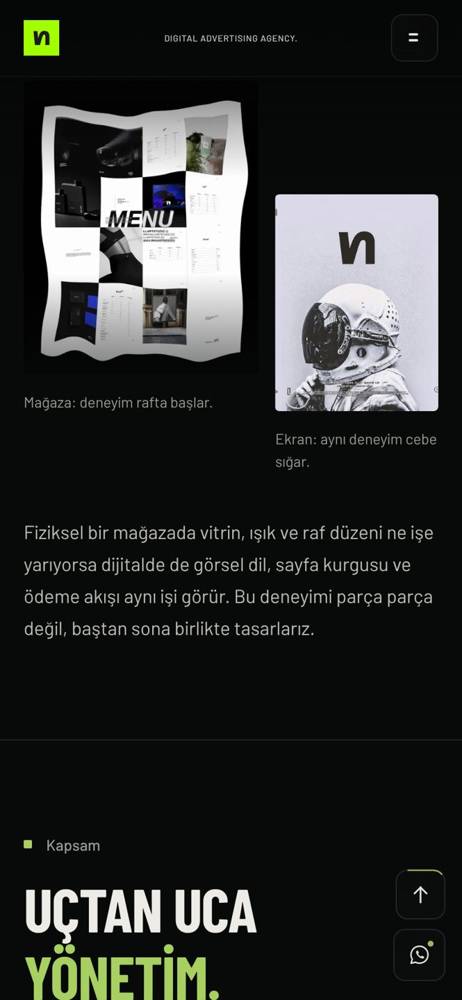 n
DIGITAL ADVERTISING AGENCY.
MENU
n
Mağaza: deneyim rafta başlar.
Ekran: aynı deneyim cebe
sığar.
Fiziksel bir mağazada vitrin, ışık ve raf düzeni ne işe
yarıyorsa dijitalde de görsel dil, sayfa kurgusu ve
ödeme akışı aynı işi görür. Bu deneyimi parça parça
değil, baştan sona birlikte tasarlarız.
Kapsam
UÇTAN UCA
YÖNETİM.